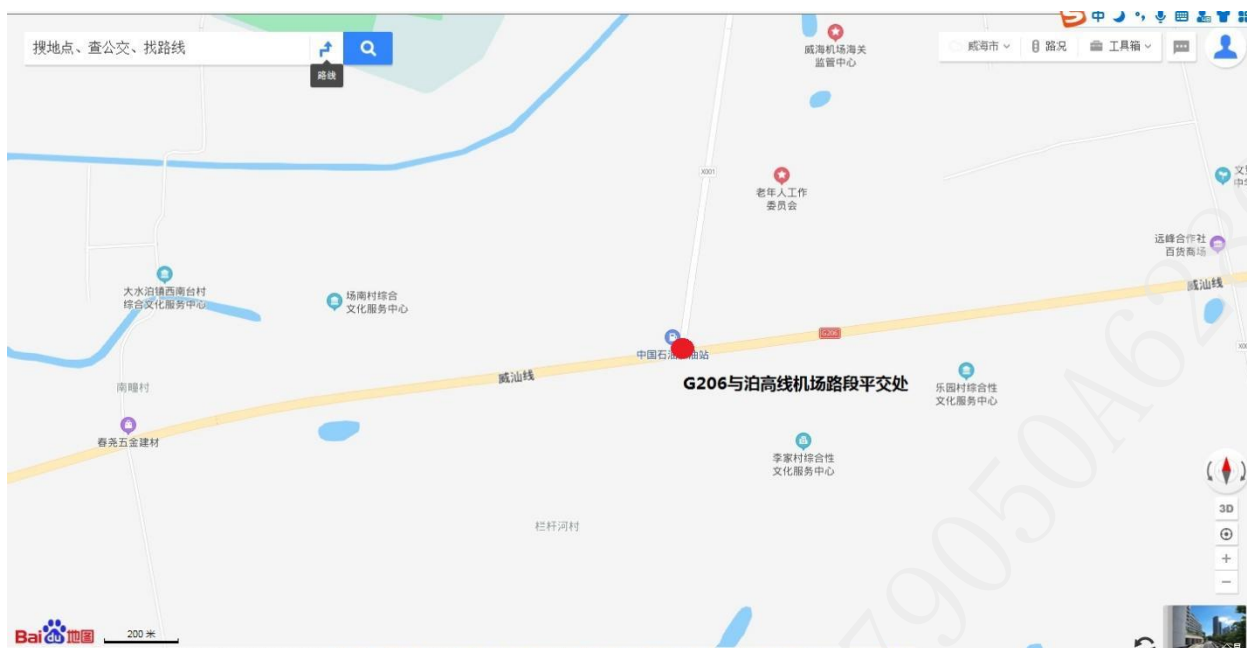 中
搜地点、查公交、找路线
路线
威海机场海关
监管中心
威海市
路况
工具箱
X001
老年人工作
委员会
远峰合作社
百货商场
大水泊镇西南台村
综合文化服务中心
场南村综合
文化服务中心
威汕线
G206
中国石油
油站
威汕线
G206与泊高线机场路段平交处
乐园村综合性
文化服务中心
南疃村
春尧五金建材
李家村综合性
文化服务中心
栏杆河村
3D
Bai du 地图
200 米
7950A62